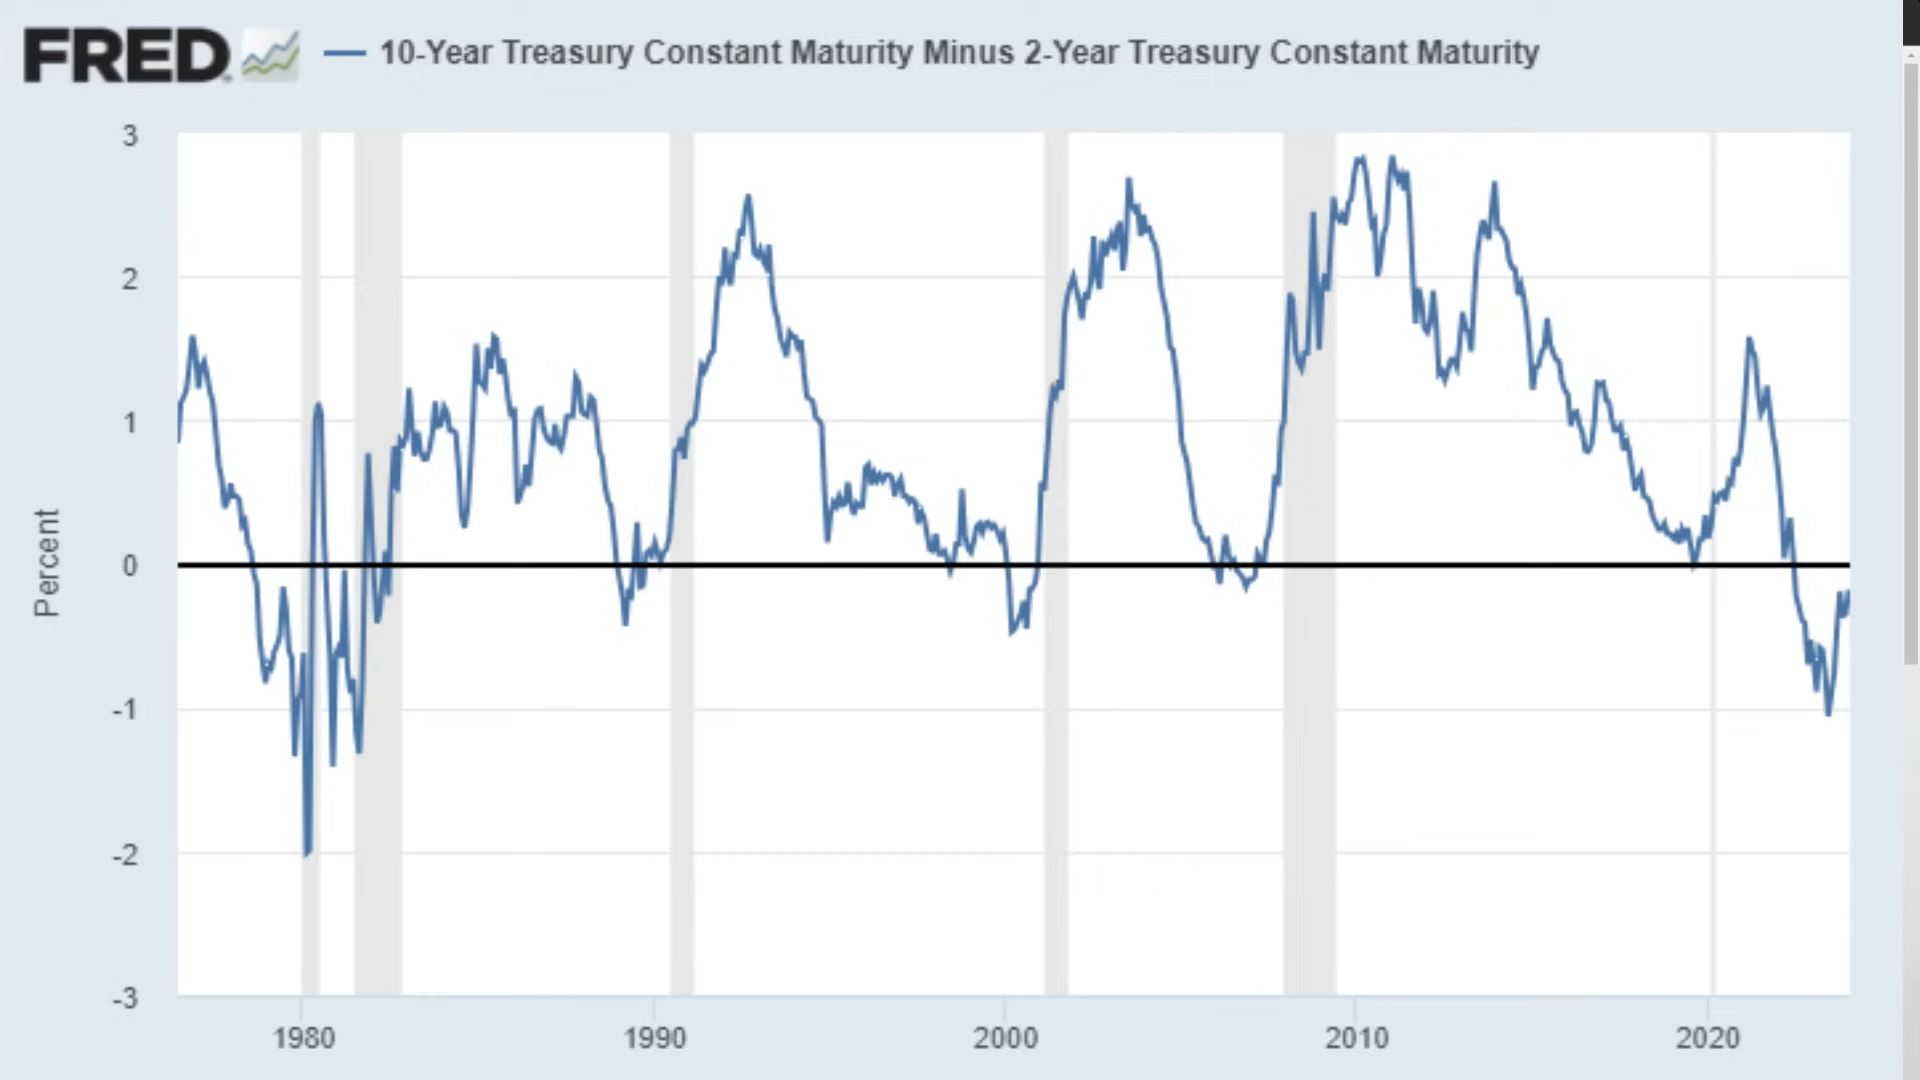 FRED
10-Year Treasury Constant Maturity Minus 2-Year Treasury Constant Maturity
Percent
3
2
1
0
-1
-2
-3
1980 1990 2000 2010 2020